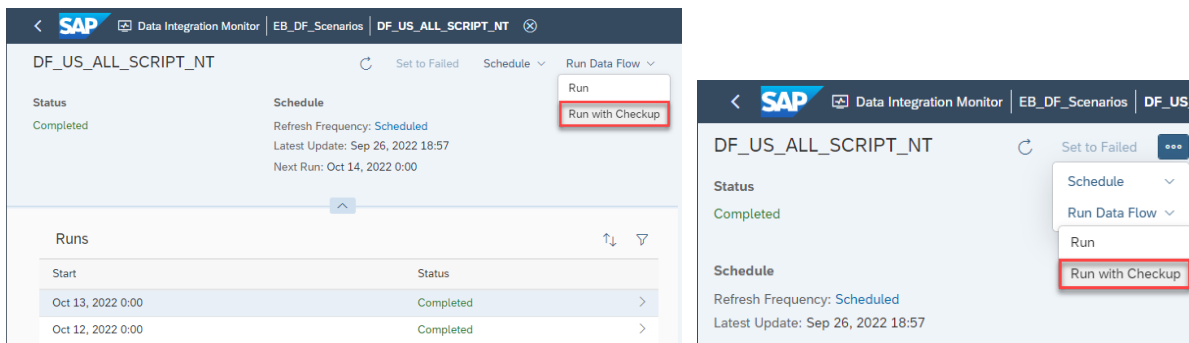 SAP Data Integration Monitor EB_DF_Scenarios DF_US_ALL_SCRIPT_NT
DF_US_ALL_SCRIPT_NT Set to Failed Schedule Run Data Flow
Run
Run with Checkup
Status Schedule
Completed Refresh Frequency: Scheduled
Latest Update: Sep 26, 2022 18:57
Next Run: Oct 14, 2022 0:00
Runs
Start Status
Oct 13, 2022 0:00 Completed
Oct 12, 2022 0:00 Completed
SAP Data Integration Monitor EB_DF_Scenarios DF_US
DF_US_ALL_SCRIPT_NT Set to Failed
Schedule
Run Data Flow
Run
Run with Checkup
Status
Completed
Schedule
Refresh Frequency: Scheduled
Latest Update: Sep 26, 2022 18:57